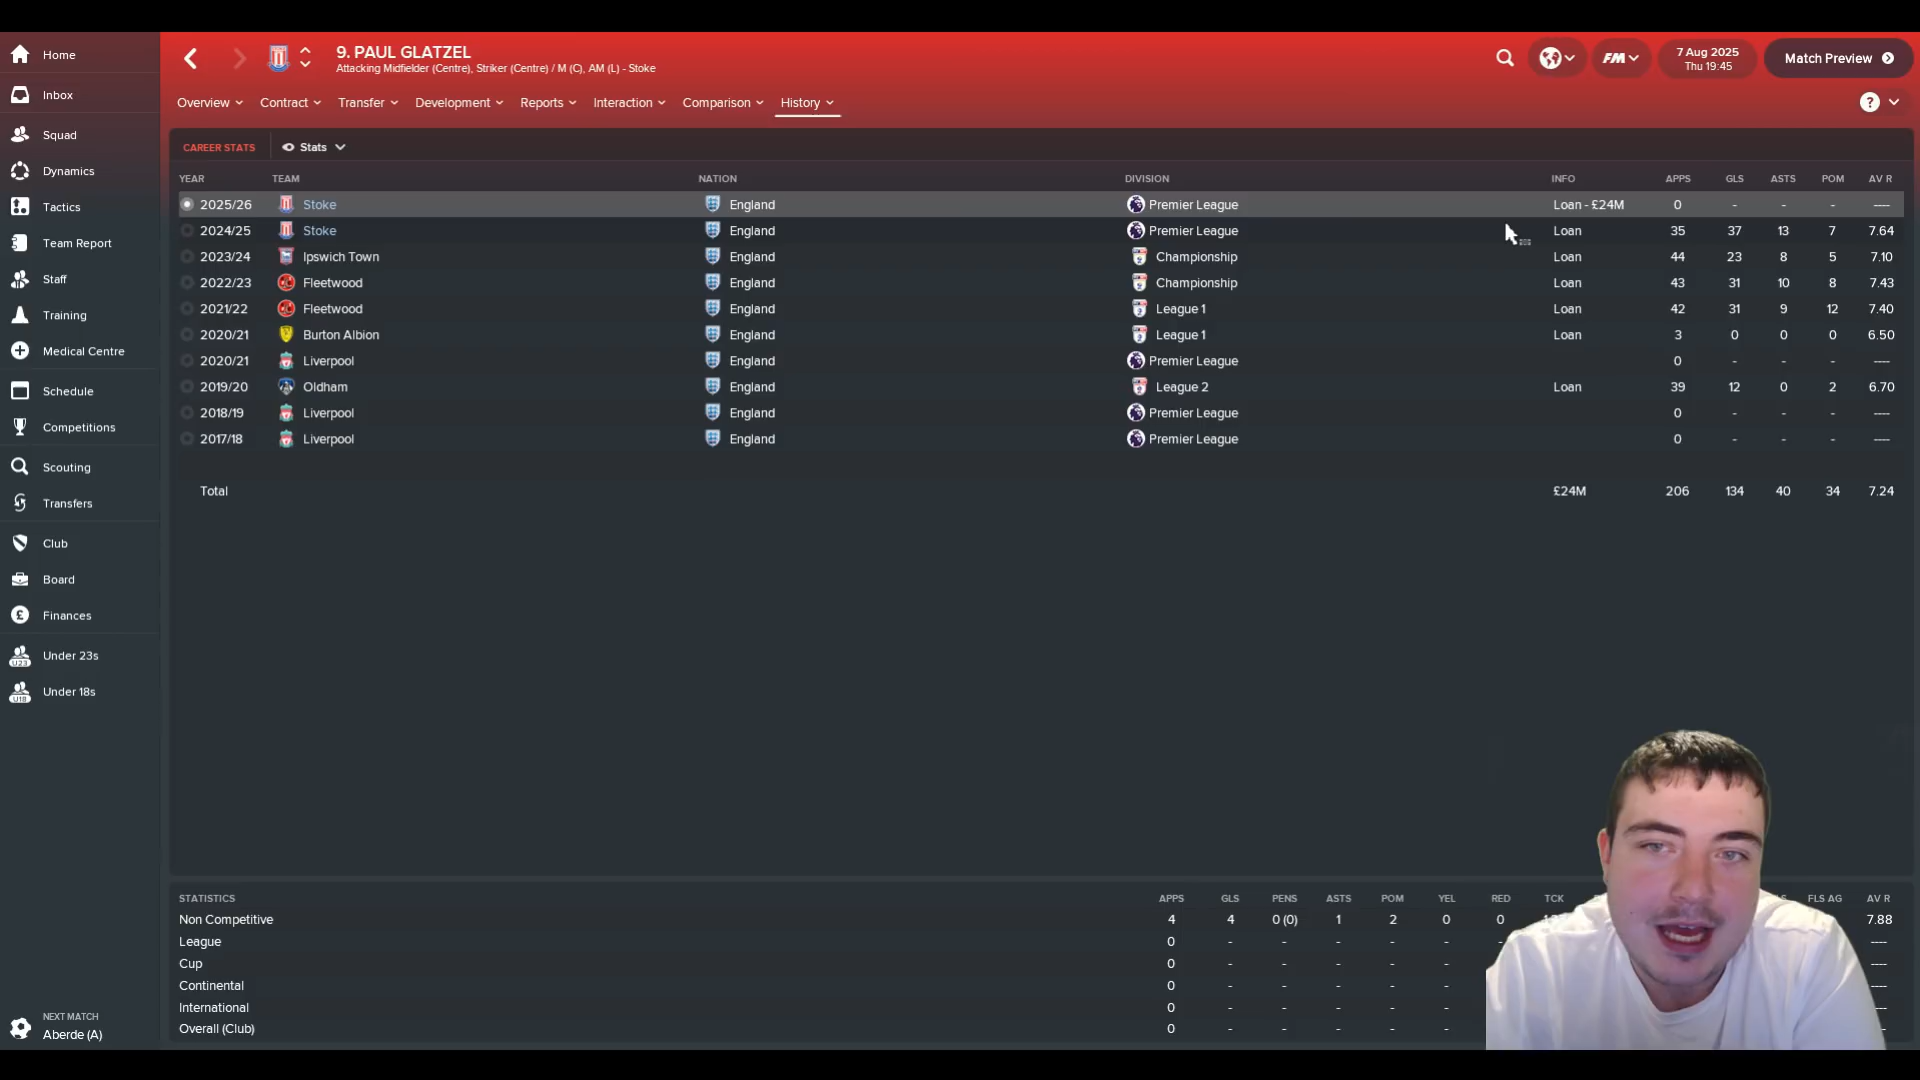 9. PAUL GLATZEL
Attacking Midfielder (Centre), Striker (Centre) / M (C), AM (L) - Stoke
FM
7 Aug 2025
Thu 19:45
Match Preview
Home
Inbox
Squad
Dynamics
Tactics
Team Report
Staff
Training
Medical Centre
Schedule
Competitions
Scouting
Transfers
Club
Board
Finances
Under 23s
Under 18s
NEXT MATCH
Aberde (A)
Overview Contract Transfer Development Reports Interaction Comparison History ?
CAREER STATS Stats
YEAR TEAM NATION DIVISION INFO APPS GLS ASTS POM AV R
2025/26 Stoke England Premier League Loan - £24M 0 - - - ----
2024/25 Stoke England Premier League Loan 35 37 13 7 7.64
2023/24 Ipswich Town England Championship Loan 44 23 8 5 7.10
2022/23 Fleetwood England Championship Loan 43 31 10 8 7.43
2021/22 Fleetwood England League 1 Loan 42 31 9 12 7.40
2020/21 Burton Albion England League 1 Loan 3 0 0 0 6.50
2020/21 Liverpool England Premier League 0 - - - ----
2019/20 Oldham England League 2 Loan 39 12 0 2 6.70
2018/19 Liverpool England Premier League 0 - - - ----
2017/18 Liverpool England Premier League 0 - - - ----
Total £24M 206 134 40 34 7.24
STATISTICS APPS GLS PENS ASTS POM YEL RED TCK FLS AG AV R
Non Competitive 4 4 0 (0) 1 2 0 0 7.88
League 0 - - - - - - ----
Cup 0 - - - - - ----
Continental 0 - - - - - ----
International 0 - - - - - ----
Overall (Club) 0 - - - - -